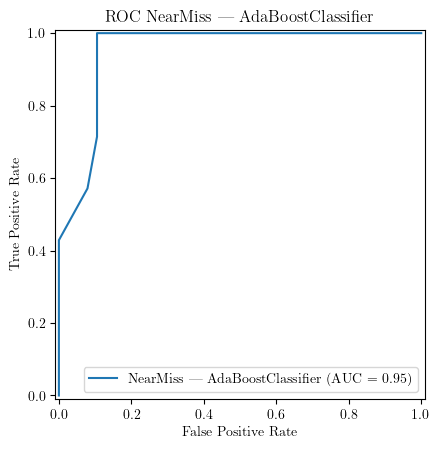 ROC NearMiss — AdaBoostClassifier
1.0
0.8
0.6
0.4
0.2
0.0
True Positive Rate
NearMiss — AdaBoostClassifier (AUC = 0.95)
0.0 0.2 0.4 0.6 0.8 1.0
False Positive Rate